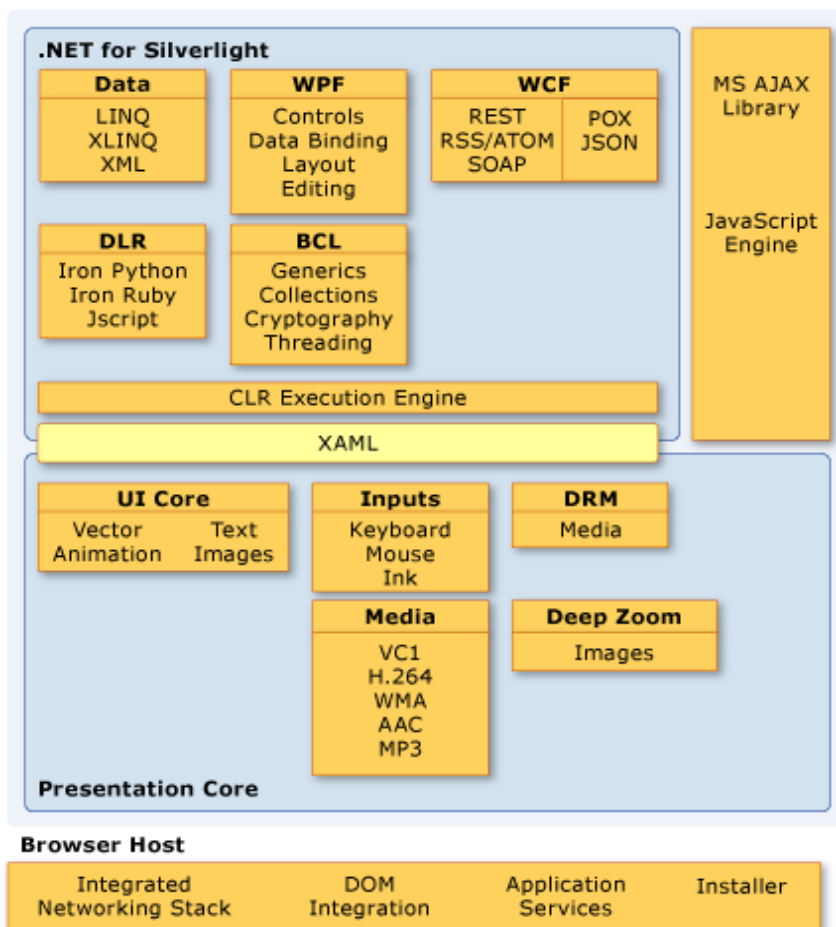 .NET for Silverlight
Data
LINQ
XLINQ
XML
WPF
Controls
Data Binding
Layout
Editing
WCF
REST
RSS/ATOM
SOAP
POX
JSON
MS AJAX
Library
JavaScript
Engine
DLR
Iron Python
Iron Ruby
Jscript
BCL
Generics
Collections
Cryptography
Threading
CLR Execution Engine
XAML
UI Core
Vector Text
Animation Images
Inputs
Keyboard
Mouse
Ink
DRM
Media
Media
VC1
H.264
WMA
AAC
MP3
Deep Zoom
Images
Presentation Core
Browser Host
Integrated
Networking Stack
DOM
Integration
Application
Services
Installer